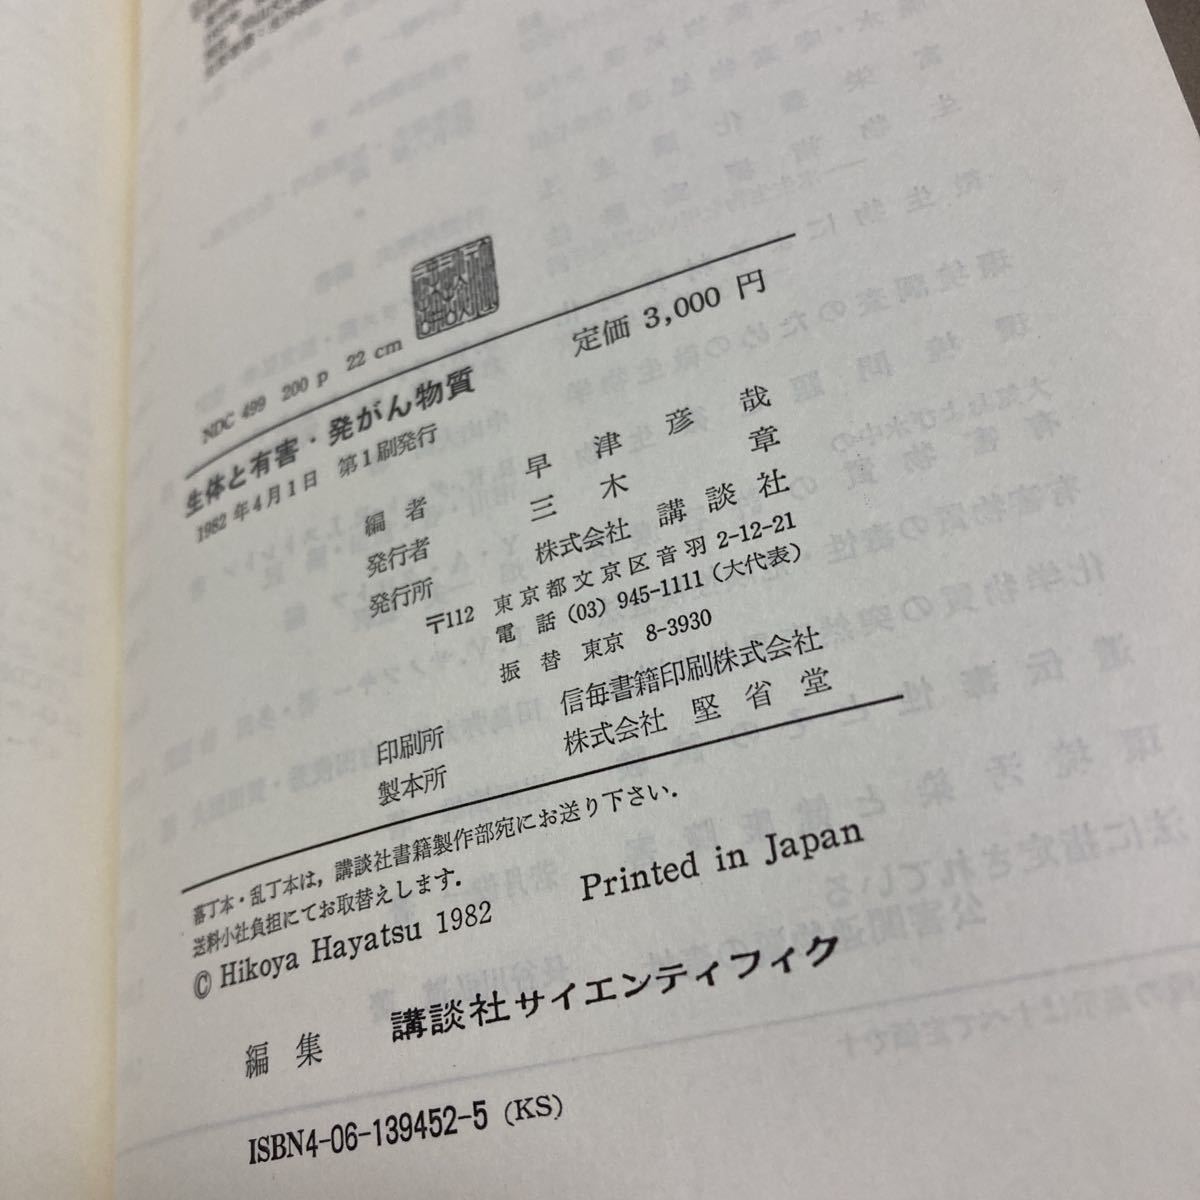 NDC 499 200 p 22 cm
生体と有害・発がん物質
定価 3,000 円
1982 年4月1日 第1刷発行
編者 早津彦哉
発行者 三木章
発行所 株式会社 講談社
〒112 東京都文京区音羽 2-12-21
電話 (03) 945-1111 (大代表)
振替 東京 8-3930
印刷所 信毎書籍印刷株式会社
製本所 株式会社 堅省堂
落丁本・乱丁本は，講談社書籍製作部宛にお送り下さい．
送料小社負担にてお取替えします．
© Hikoya Hayatsu 1982 Printed in Japan
編集 講談社サイエンティフィク
ISBN4-06-139452-5 (KS)